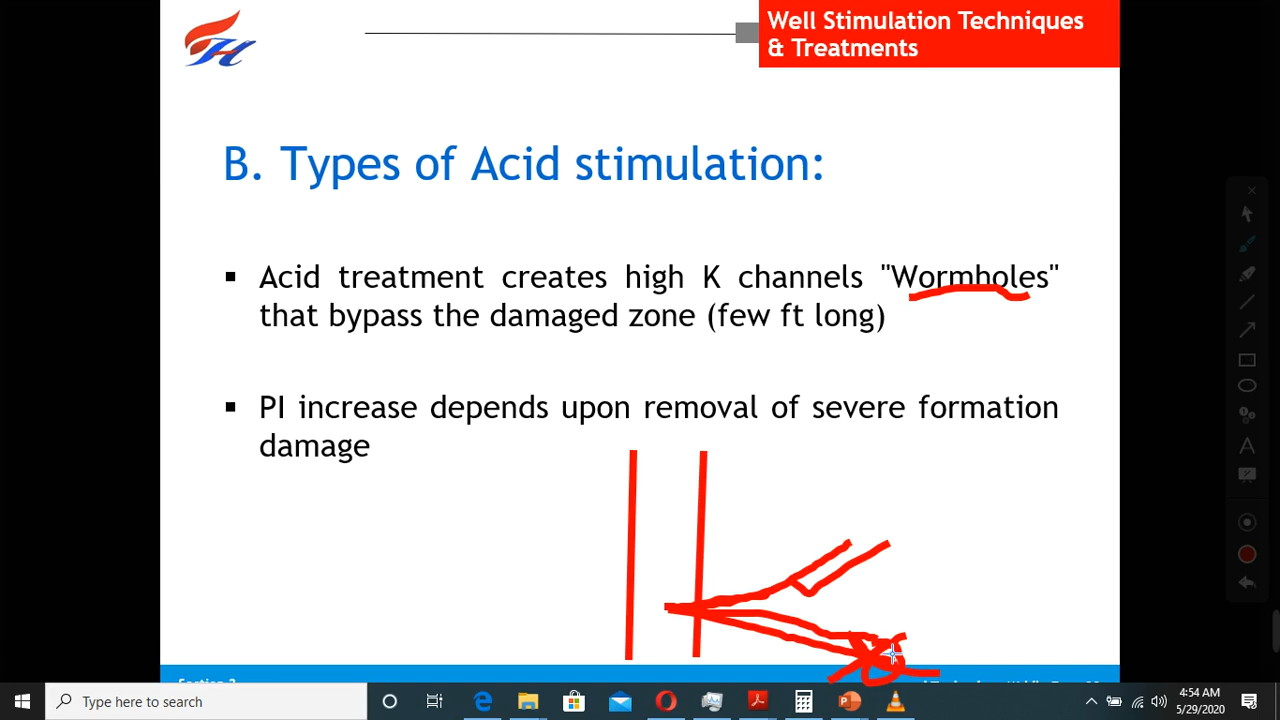 Well Stimulation Techniques
& Treatments
B. Types of Acid stimulation:
▪ Acid treatment creates high K channels "Wormholes"
that bypass the damaged zone (few ft long)
▪ PI increase depends upon removal of severe formation
damage
Type here to search
4:54 AM
5/29/2020